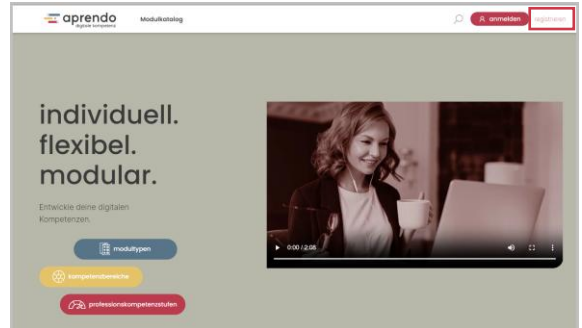 aprendo
digitale kompetenz
Modulkatalog
anmelden
registrieren
individuell.
flexibel.
modular.
Entwickle deine digitalen
Kompetenzen.
modultypen
kompetenzbereiche
professionskompetenzstufen
0:00 / 2:08